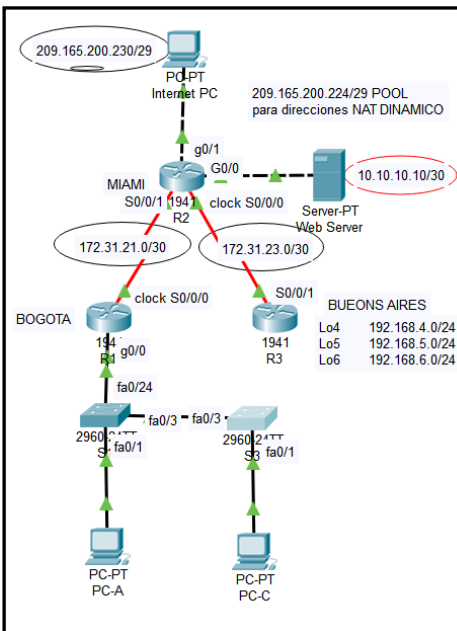 209.165.200.230/29
PC-PT
Internet PC
209.165.200.224/29 POOL
para direcciones NAT DINAMICO
g0/1
G0/0
MIAMI
S0/0/1
1941
R2
clock S0/0/0
10.10.10.10/30
Server-PT
Web Server
172.31.21.0/30
172.31.23.0/30
clock S0/0/0
S0/0/1
BOGOTA
R1
g0/0
1941
R3
BUEONS AIRES
Lo4 192.168.4.0/24
Lo5 192.168.5.0/24
Lo6 192.168.6.0/24
fa0/24
fa0/3
fa0/3
fa0/1
fa0/1
PC-PT
PC-A
PC-PT
PC-C